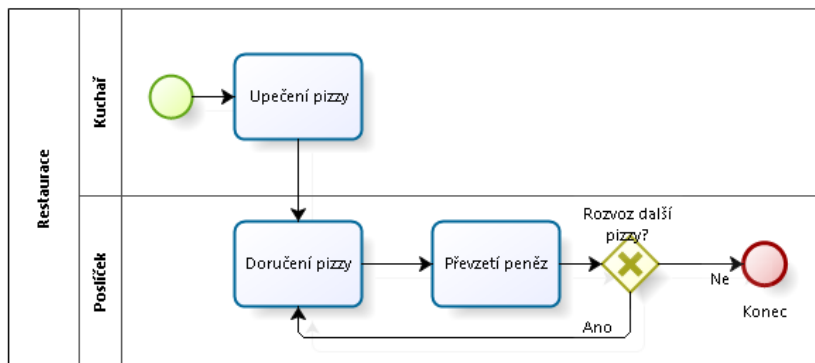 Restaurace
Kuchař
Upečení pizzy
Poslíček
Doručení pizzy
Převzetí peněz
Rozvoz další
pizzy?
Ne
Ano
Konec